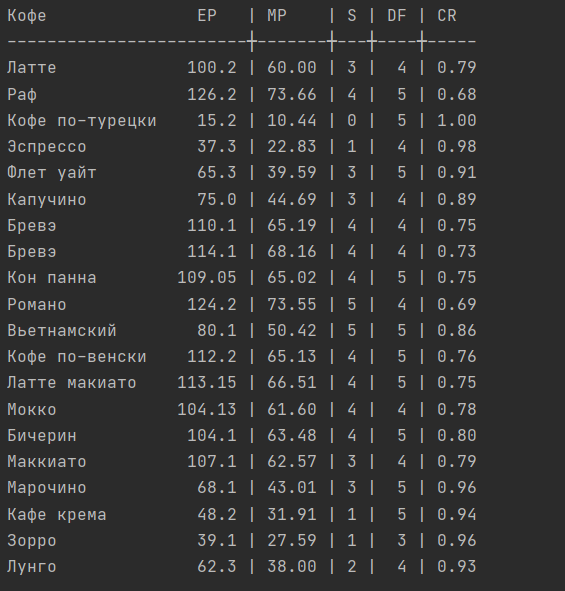 Кофе EP | MP | S | DF | CR
------------------------┼-------┼---┼----┼-----
Латте 100.2 | 60.00 | 3 | 4 | 0.79
Раф 126.2 | 73.66 | 4 | 5 | 0.68
Кофе по-турецки 15.2 | 10.44 | 0 | 5 | 1.00
Эспрессо 37.3 | 22.83 | 1 | 4 | 0.98
Флет уайт 65.3 | 39.59 | 3 | 5 | 0.91
Капучино 75.0 | 44.69 | 3 | 4 | 0.89
Бревэ 110.1 | 65.19 | 4 | 4 | 0.75
Бревэ 114.1 | 68.16 | 4 | 4 | 0.73
Кон панна 109.05 | 65.02 | 4 | 5 | 0.75
Романо 124.2 | 73.55 | 5 | 4 | 0.69
Вьетнамский 80.1 | 50.42 | 5 | 5 | 0.86
Кофе по-венски 112.2 | 65.13 | 4 | 5 | 0.76
Латте макиато 113.15 | 66.51 | 4 | 5 | 0.75
Мокко 104.13 | 61.60 | 4 | 4 | 0.78
Бичерин 104.1 | 63.48 | 4 | 5 | 0.80
Маккиато 107.1 | 62.57 | 3 | 4 | 0.79
Марочино 68.1 | 43.01 | 3 | 5 | 0.96
Кафе крема 48.2 | 31.91 | 1 | 5 | 0.94
Зорро 39.1 | 27.59 | 1 | 3 | 0.96
Лунго 62.3 | 38.00 | 2 | 4 | 0.93